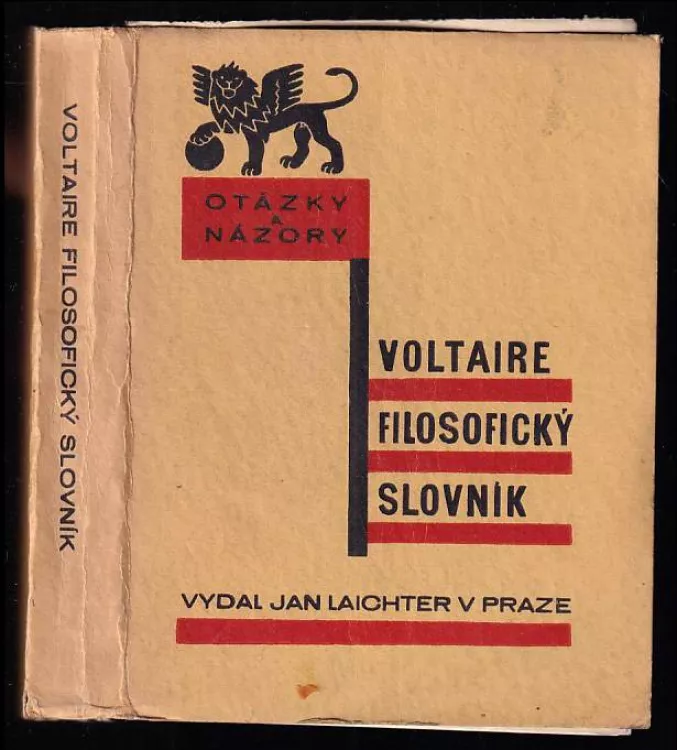 VOLTAIRE FILOSOFICKÝ SLOVNÍK
OTÁZKY
A
NÁZORY
VOLTAIRE
FILOSOFICKÝ
SLOVNÍK
VYDAL JAN LAICHTER V PRAZE